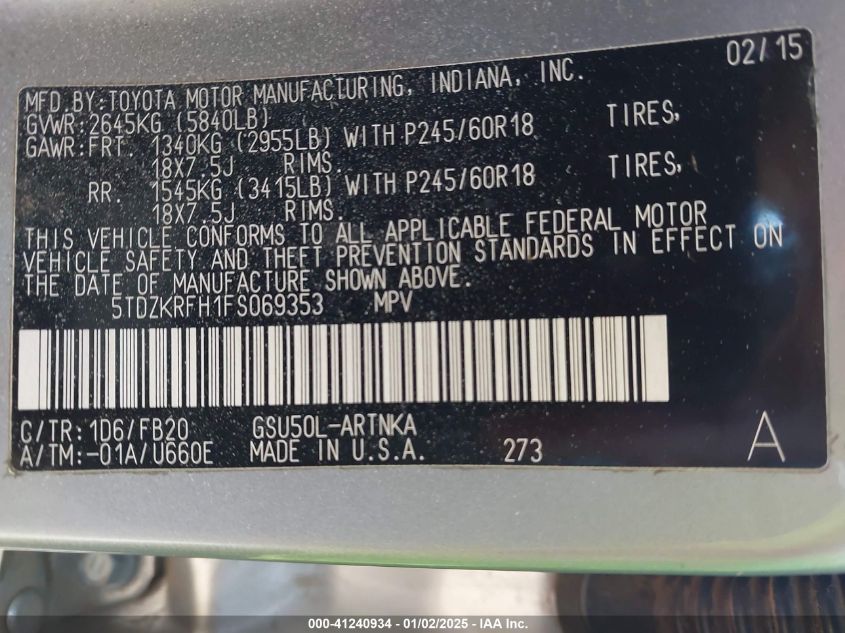 02/15
MFD.BY:TOYOTA MOTOR MANUFACTURING, INDIANA, INC.
GVWR:2645KG (5840LB)
GAWR:FRT. 1340KG (2955LB) WITH P245/60R18 TIRES,
18X7.5J RIMS.
RR. 1545KG (3415LB) WITH P245/60R18 TIRES,
18X7.5J RIMS.
THIS VEHICLE CONFORMS TO ALL APPLICABLE FEDERAL MOTOR
VEHICLE SAFETY AND THEFT PREVENTION STANDARDS IN EFFECT ON
THE DATE OF MANUFACTURE SHOWN ABOVE.
5TDZKRFH1FS069353 MPV
C/TR:1D6/FB20 GSU50L-ARTNKA
A/TM:-01A/U660E MADE IN U.S.A. 273 A
000-41240934 - 01/02/2025 - IAA Inc.